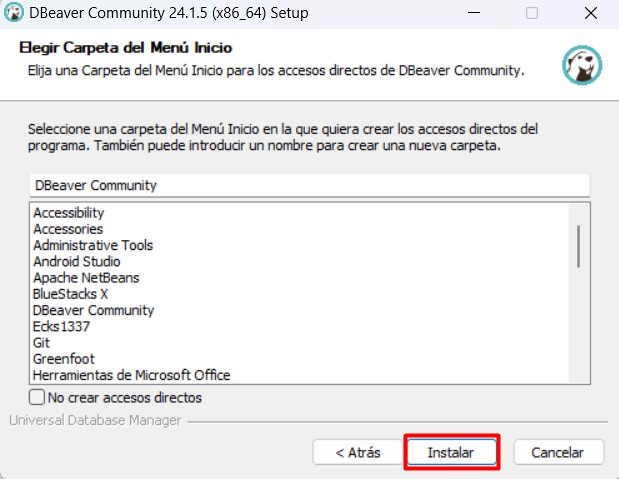 DBeaver Community 24.1.5 (x86_64) Setup
Elegir Carpeta del Menú Inicio
Elija una Carpeta del Menú Inicio para los accesos directos de DBeaver Community.
Seleccione una carpeta del Menú Inicio en la que quiera crear los accesos directos del
programa. También puede introducir un nombre para crear una nueva carpeta.
DBeaver Community
Accessibility
Accessories
Administrative Tools
Android Studio
Apache NetBeans
BlueStacks X
DBeaver Community
Ecks1337
Git
Greenfoot
Herramientas de Microsoft Office
No crear accesos directos
Universal Database Manager
< Atrás Instalar Cancelar